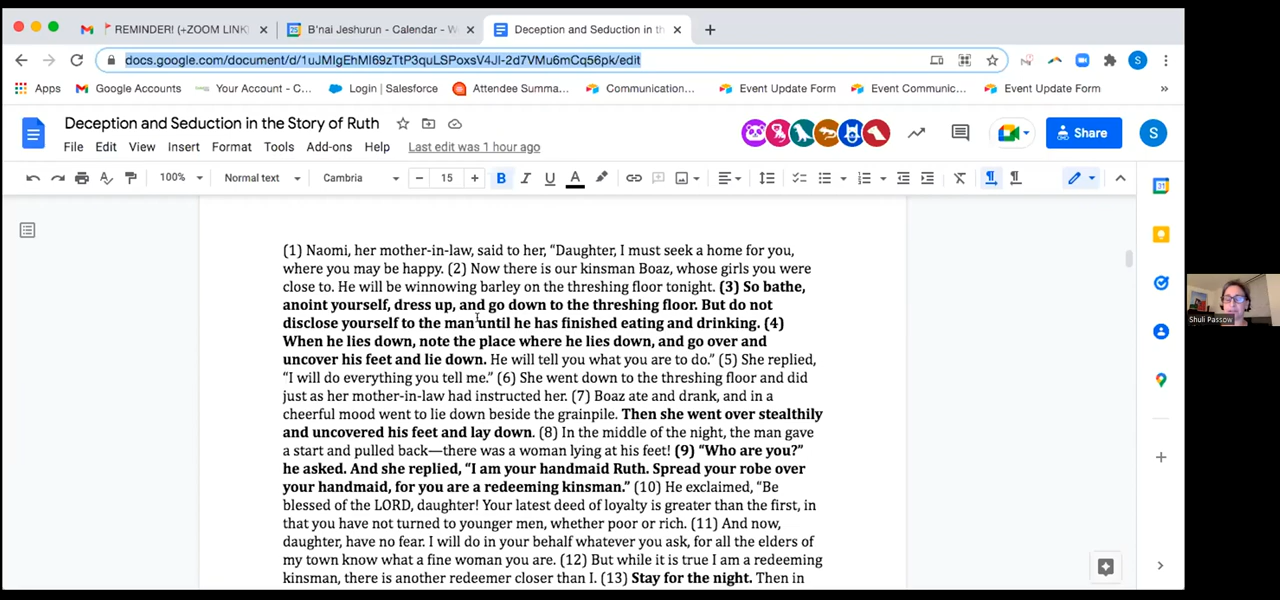 REMINDER! (+ZOOM LINK
B'nai Jeshurun - Calendar - W
Deception and Seduction in th
docs.google.com/document/d/1uJMIgEhMl69zTtP3quLSPoxsV4Jl-2d7VMu6mCq56pk/edit
S
Apps
Google Accounts
Your Account - C...
Login | Salesforce
Attendee Summa...
Communication...
Event Update Form
Event Communic...
Event Update Form
»
Deception and Seduction in the Story of Ruth
File Edit View Insert Format Tools Add-ons Help Last edit was 1 hour ago
Share
S
100% Normal text Cambria - 15 + B I U A
(1) Naomi, her mother-in-law, said to her, “Daughter, I must seek a home for you,
where you may be happy. (2) Now there is our kinsman Boaz, whose girls you were
close to. He will be winnowing barley on the threshing floor tonight. (3) So bathe,
anoint yourself, dress up, and go down to the threshing floor. But do not
disclose yourself to the man until he has finished eating and drinking. (4)
When he lies down, note the place where he lies down, and go over and
uncover his feet and lie down. He will tell you what you are to do.” (5) She replied,
“I will do everything you tell me.” (6) She went down to the threshing floor and did
just as her mother-in-law had instructed her. (7) Boaz ate and drank, and in a
cheerful mood went to lie down beside the grainpile. Then she went over stealthily
and uncovered his feet and lay down. (8) In the middle of the night, the man gave
a start and pulled back—there was a woman lying at his feet! (9) “Who are you?”
he asked. And she replied, “I am your handmaid Ruth. Spread your robe over
your handmaid, for you are a redeeming kinsman.” (10) He exclaimed, “Be
blessed of the LORD, daughter! Your latest deed of loyalty is greater than the first, in
that you have not turned to younger men, whether poor or rich. (11) And now,
daughter, have no fear. I will do in your behalf whatever you ask, for all the elders of
my town know what a fine woman you are. (12) But while it is true I am a redeeming
kinsman, there is another redeemer closer than I. (13) Stay for the night. Then in
Shuli Passow